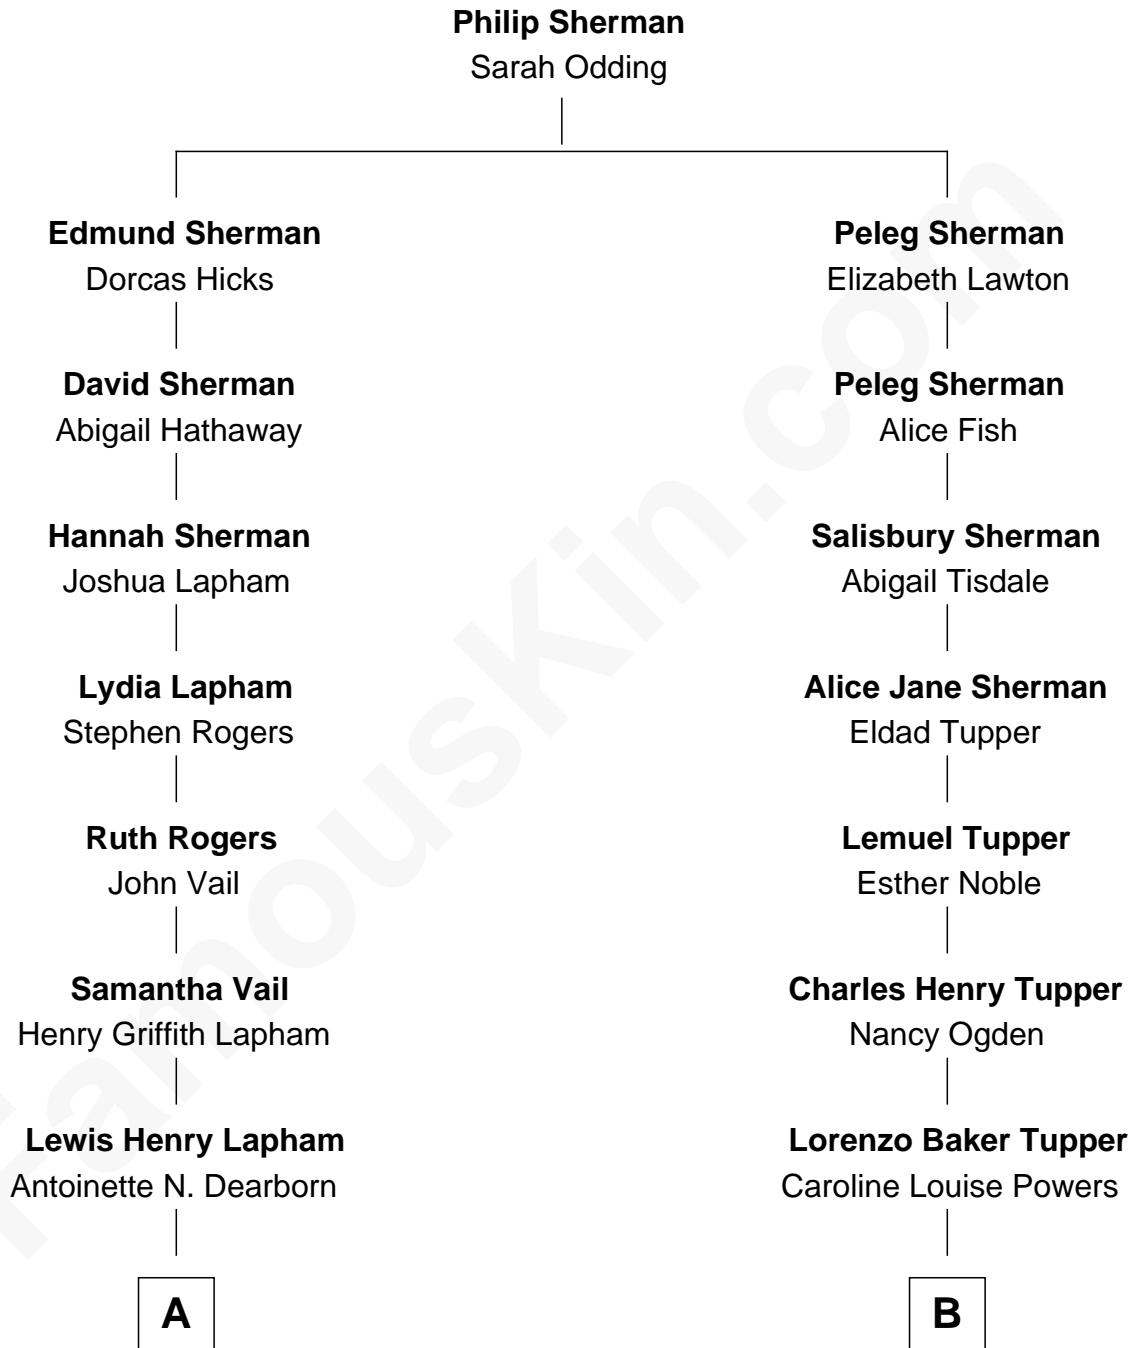 Philip Sherman
Sarah Odding
Edmund Sherman
Dorcas Hicks
David Sherman
Abigail Hathaway
Hannah Sherman
Joshua Lapham
Lydia Lapham
Stephen Rogers
Ruth Rogers
John Vail
Samantha Vail
Henry Griffith Lapham
Lewis Henry Lapham
Antoinette N. Dearborn
A
Peleg Sherman
Elizabeth Lawton
Peleg Sherman
Alice Fish
Salisbury Sherman
Abigail Tisdale
Alice Jane Sherman
Eldad Tupper
Lemuel Tupper
Esther Noble
Charles Henry Tupper
Nancy Ogden
Lorenzo Baker Tupper
Caroline Louise Powers
B
FamousKin.com